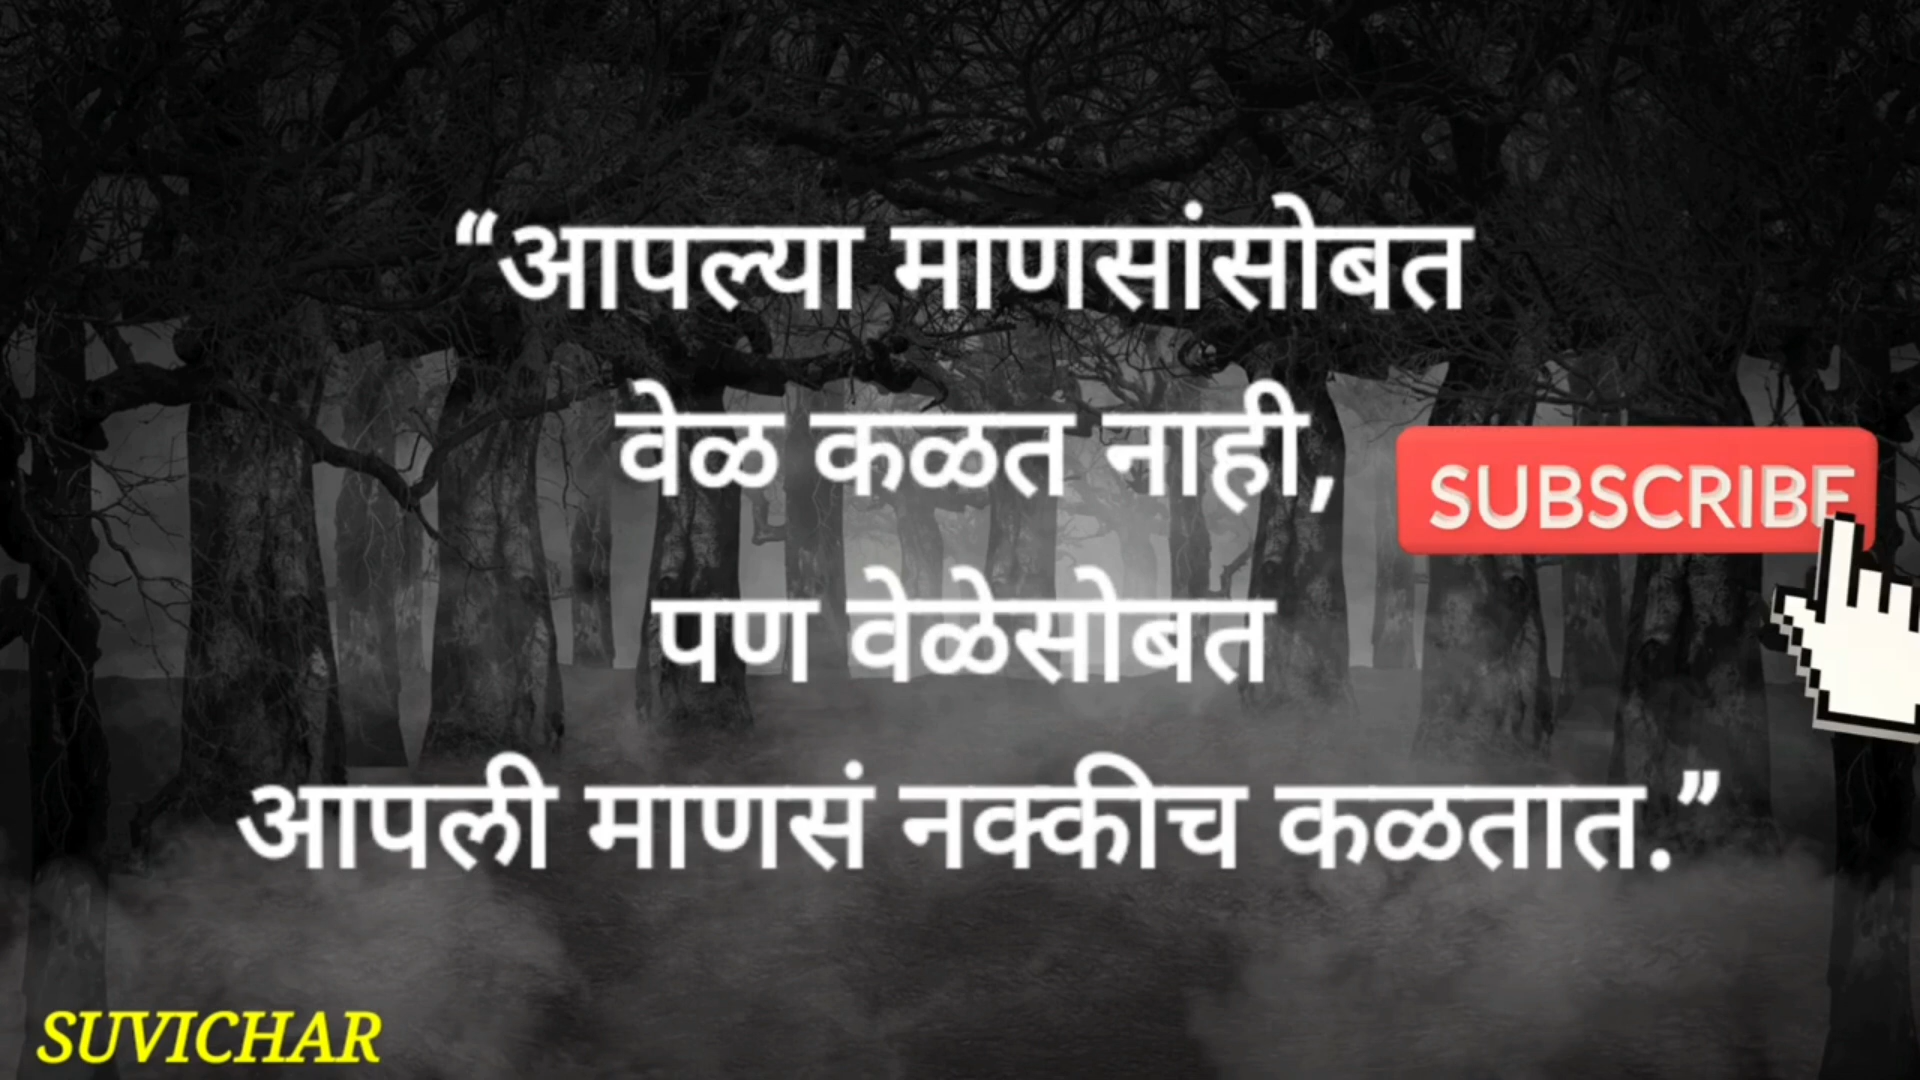 “आपल्या माणसांसोबत
वेळ कळत नाही,
SUBSCRIBE
पण वेळेसोबत
आपली माणसं नक्कीच कळतात.”
SUVICHAR